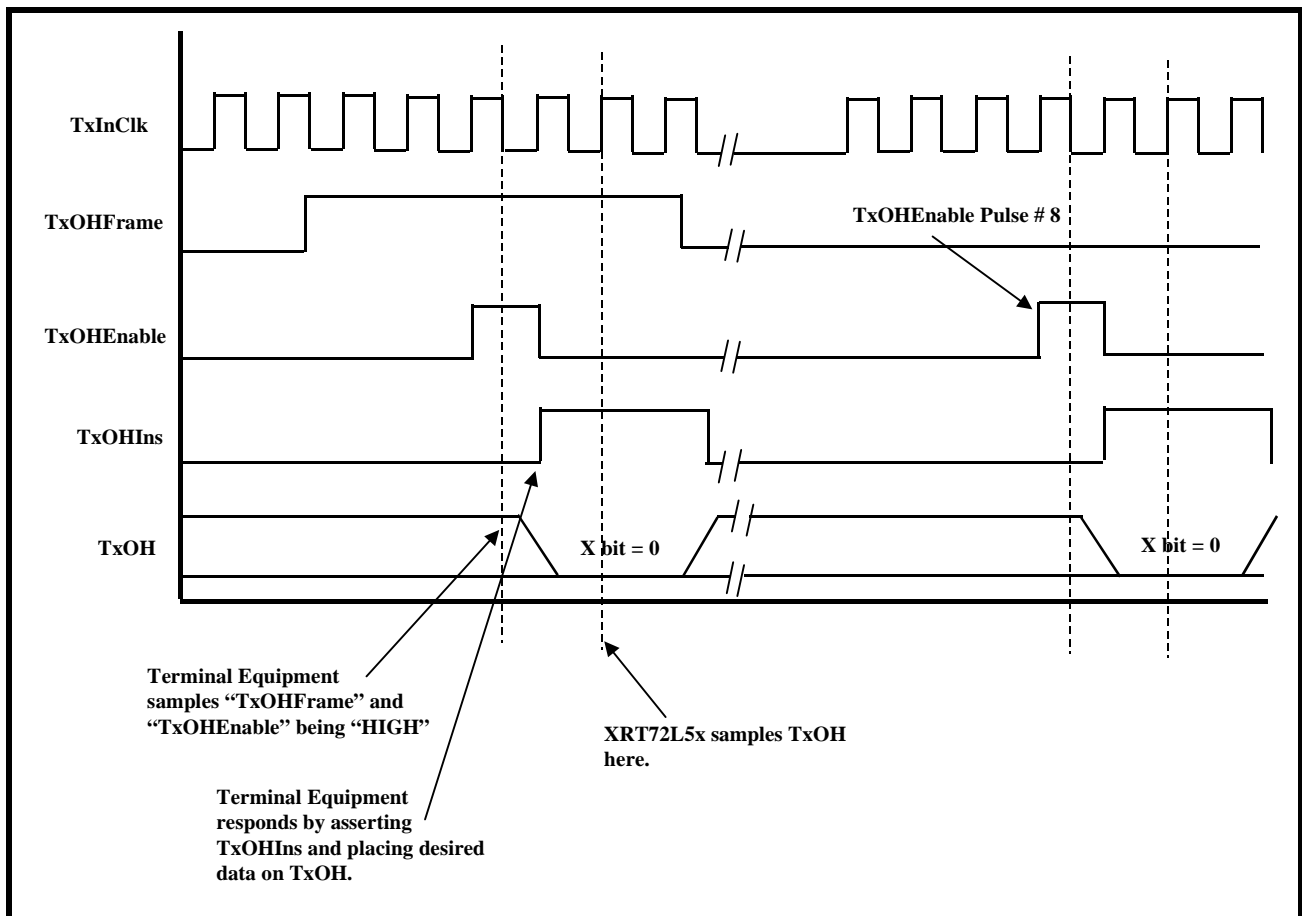 TxInClk
TxOHFrame
TxOHEnable Pulse # 8
TxOHEnable
TxOHIns
TxOH
X bit = 0
X bit = 0
Terminal Equipment
samples “TxOHFrame” and
“TxOHEnable” being “HIGH”
XRT72L5x samples TxOH
here.
Terminal Equipment
responds by asserting
TxOHIns and placing desired
data on TxOH.